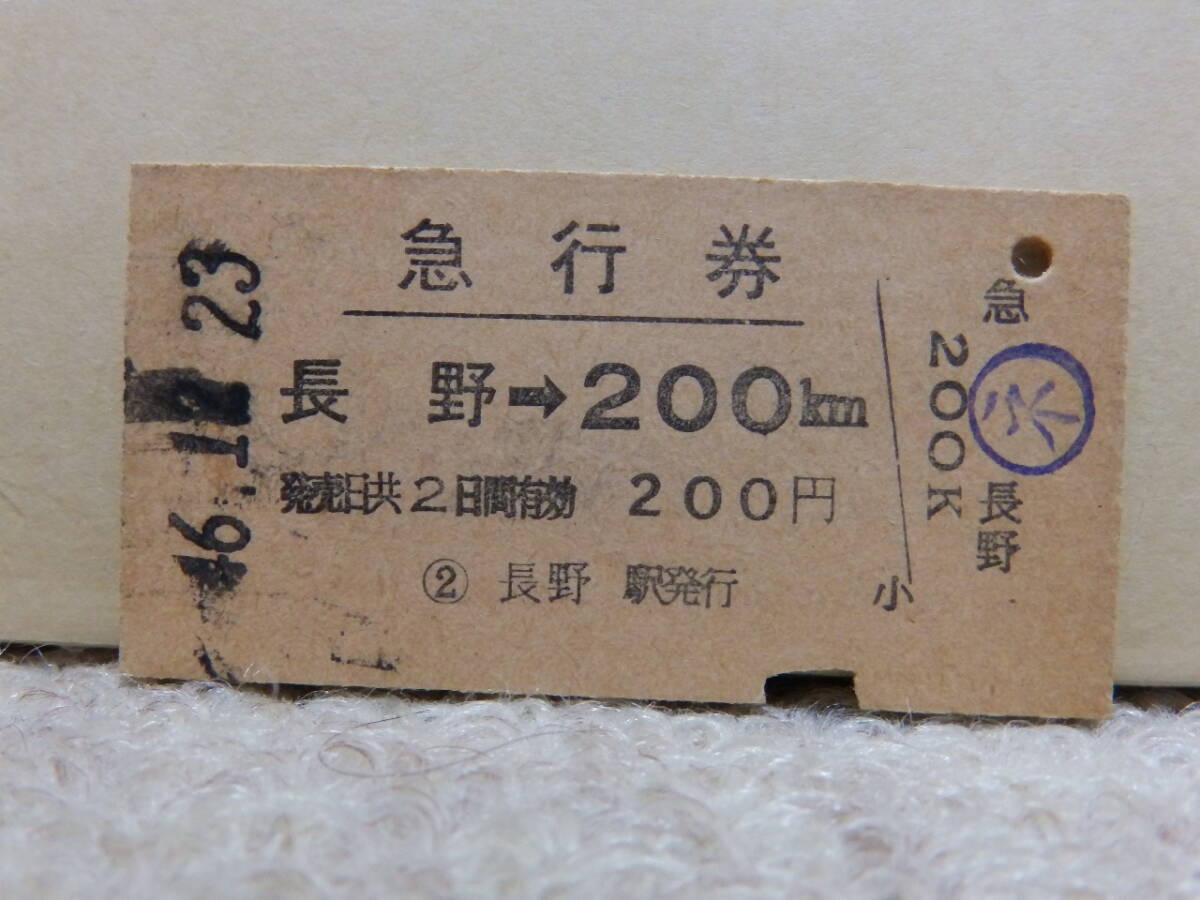 急行券
長野➡200km
発売日共2日間有効 200円
② 長野 駅発行
小
急 ネ 長野
200K
23